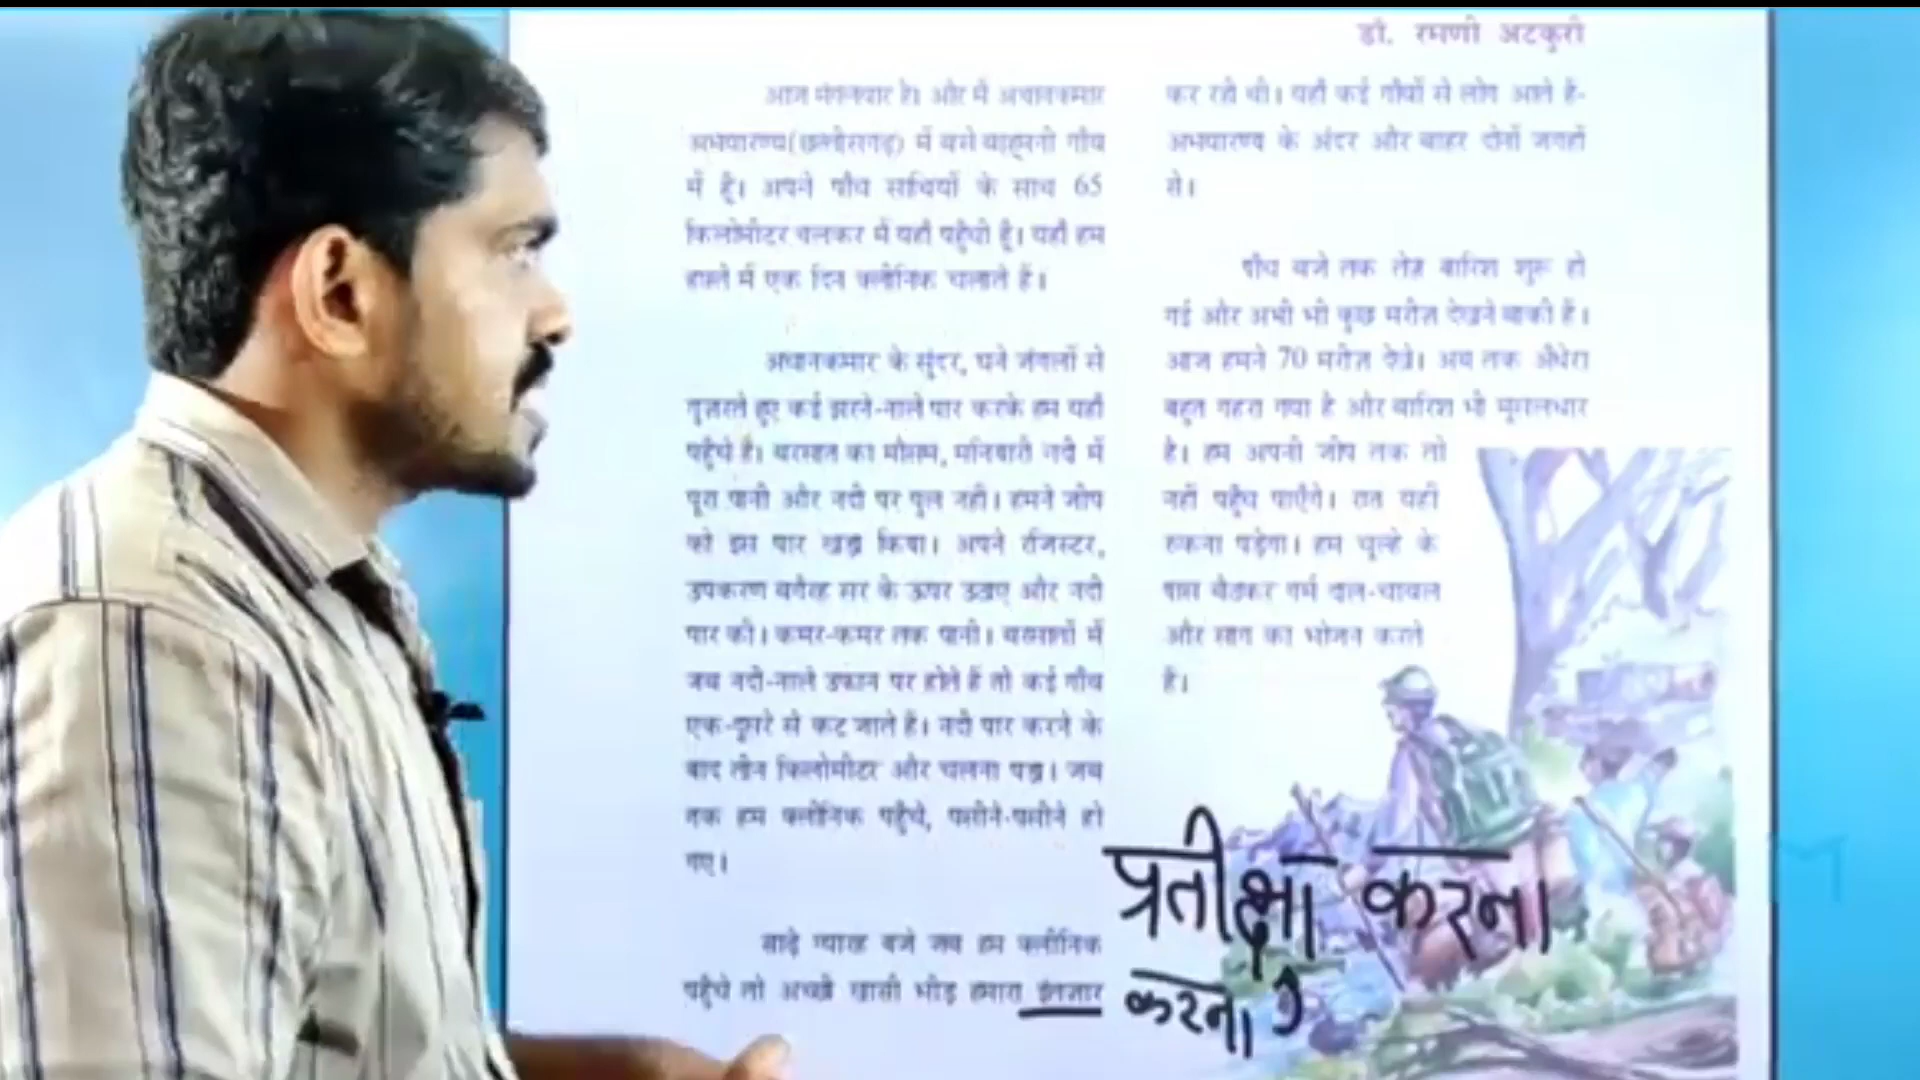 डॉ. रमणी अटकुरी
आज मंगलवार है। और मैं अचानकमार
अभयारण्य(छत्तीसगढ़) में बसे बाहमनी गाँव
में हूँ। अपने पाँच साथियों के साथ 65
किलोमीटर चलकर मैं यहाँ पहुँची हूँ। यहाँ हम
हफ़्ते में एक दिन क्लीनिक चलाते हैं।
अचानकमार के सुंदर, घने जंगलों से
गुज़रते हुए कई झरने-नाले पार करके हम यहाँ
पहुँचे हैं। बरसात का मौसम, मनियारी नदी में
पूरा पानी और नदी पर पुल नहीं। हमने जीप
को इस पार खड़ा किया। अपने रजिस्टर,
उपकरण वगैरह सर के ऊपर उठाए और नदी
पार की। कमर-कमर तक पानी। बरसातों में
जब नदी-नाले उफान पर होते हैं तो कई गाँव
एक-दूसरे से कट जाते हैं। नदी पार करने के
बाद तीन किलोमीटर और चलना पड़ा। जब
तक हम क्लीनिक पहुँचे, पसीने-पसीने हो
गए।
साढ़े ग्यारह बजे जब हम क्लीनिक
पहुँचे तो अच्छी खासी भीड़ हमारा इंतज़ार
कर रही थी। यहाँ कई गाँवों से लोग आते हैं-
अभयारण्य के अंदर और बाहर दोनों जगहों
से।
पाँच बजे तक तेज़ बारिश शुरू हो
गई और अभी भी कुछ मरीज़ देखने बाकी हैं।
आज हमने 70 मरीज़ देखे। अब तक अँधेरा
बहुत गहरा गया है और बारिश भी मूसलधार
है। हम अपनी जीप तक तो
नहीं पहुँच पाएँगे। रात यहीं
रुकना पड़ेगा। हम चूल्हे के
पास बैठकर गर्म दाल-चावल
और साग का भोजन करते
हैं।
प्रतीक्षा करना
करना